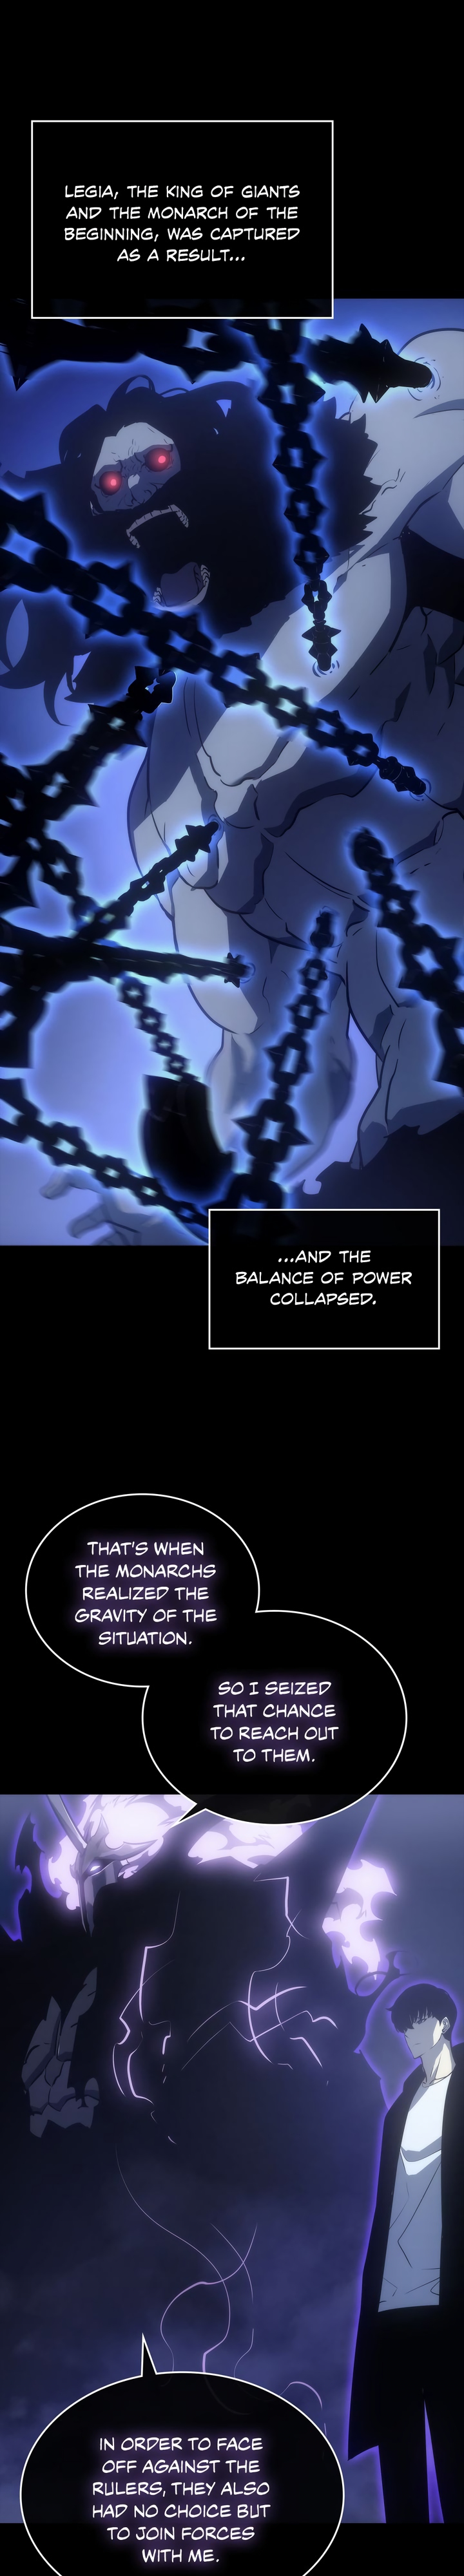 LEGIA, THE KING OF GIANTS
AND THE MONARCH OF THE
BEGINNING, WAS CAPTURED
AS A RESULT...
...AND THE
BALANCE OF POWER
COLLAPSED.
THAT'S WHEN
THE MONARCHS
REALIZED THE
GRAVITY OF THE
SITUATION.
SO I SEIZED
THAT CHANCE
TO REACH OUT
TO THEM.
IN ORDER TO FACE
OFF AGAINST THE
RULERS, THEY ALSO
HAD NO CHOICE BUT
TO JOIN FORCES
WITH ME.